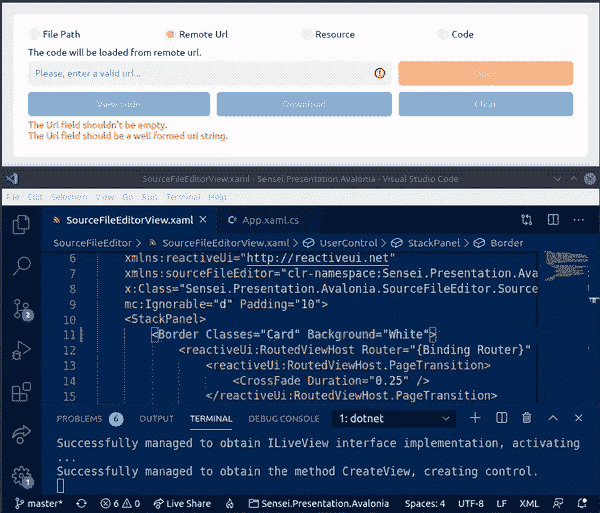 File Path Remote Url Resource Code
The code will be loaded from remote url.
Please, enter a valid url...
View code Download Clear
The Url field shouldn't be empty.
The Url field should be a well formed url string.
SourceFileEditorView.xaml - Sensei.Presentation.Avalonia - Visual Studio Code
File Edit Selection View Go Run Terminal Help
SourceFileEditorView.xaml App.xaml.cs
SourceFileEditor > SourceFileEditorView.xaml > UserControl > StackPanel > Border
6 xmlns:reactiveUi="http://reactiveui.net"
7 xmlns:sourceFileEditor="clr-namespace:Sensei.Presentation.Ava
8 x:Class="Sensei.Presentation.Avalonia.SourceFileEditor.Source
9 mc:Ignorable="d" Padding="10">
10 <StackPanel>
11 <Border Classes="Card" Background="White">
12 <reactiveUi:RoutedViewHost Router="{Binding Router}"
13 <reactiveUi:RoutedViewHost.PageTransition>
14 <CrossFade Duration="0.25" />
15 </reactiveUi:RoutedViewHost.PageTransition>
PROBLEMS 6 OUTPUT TERMINAL DEBUG CONSOLE 1: dotnet
Successfully managed to obtain ILiveView interface implementation, activating
...
Successfully managed to obtain the method CreateView, creating control.
2
1
master* 6 0 Live Share Sensei.Presentation.Avalonia Spaces: 4 UTF-8 LF XML